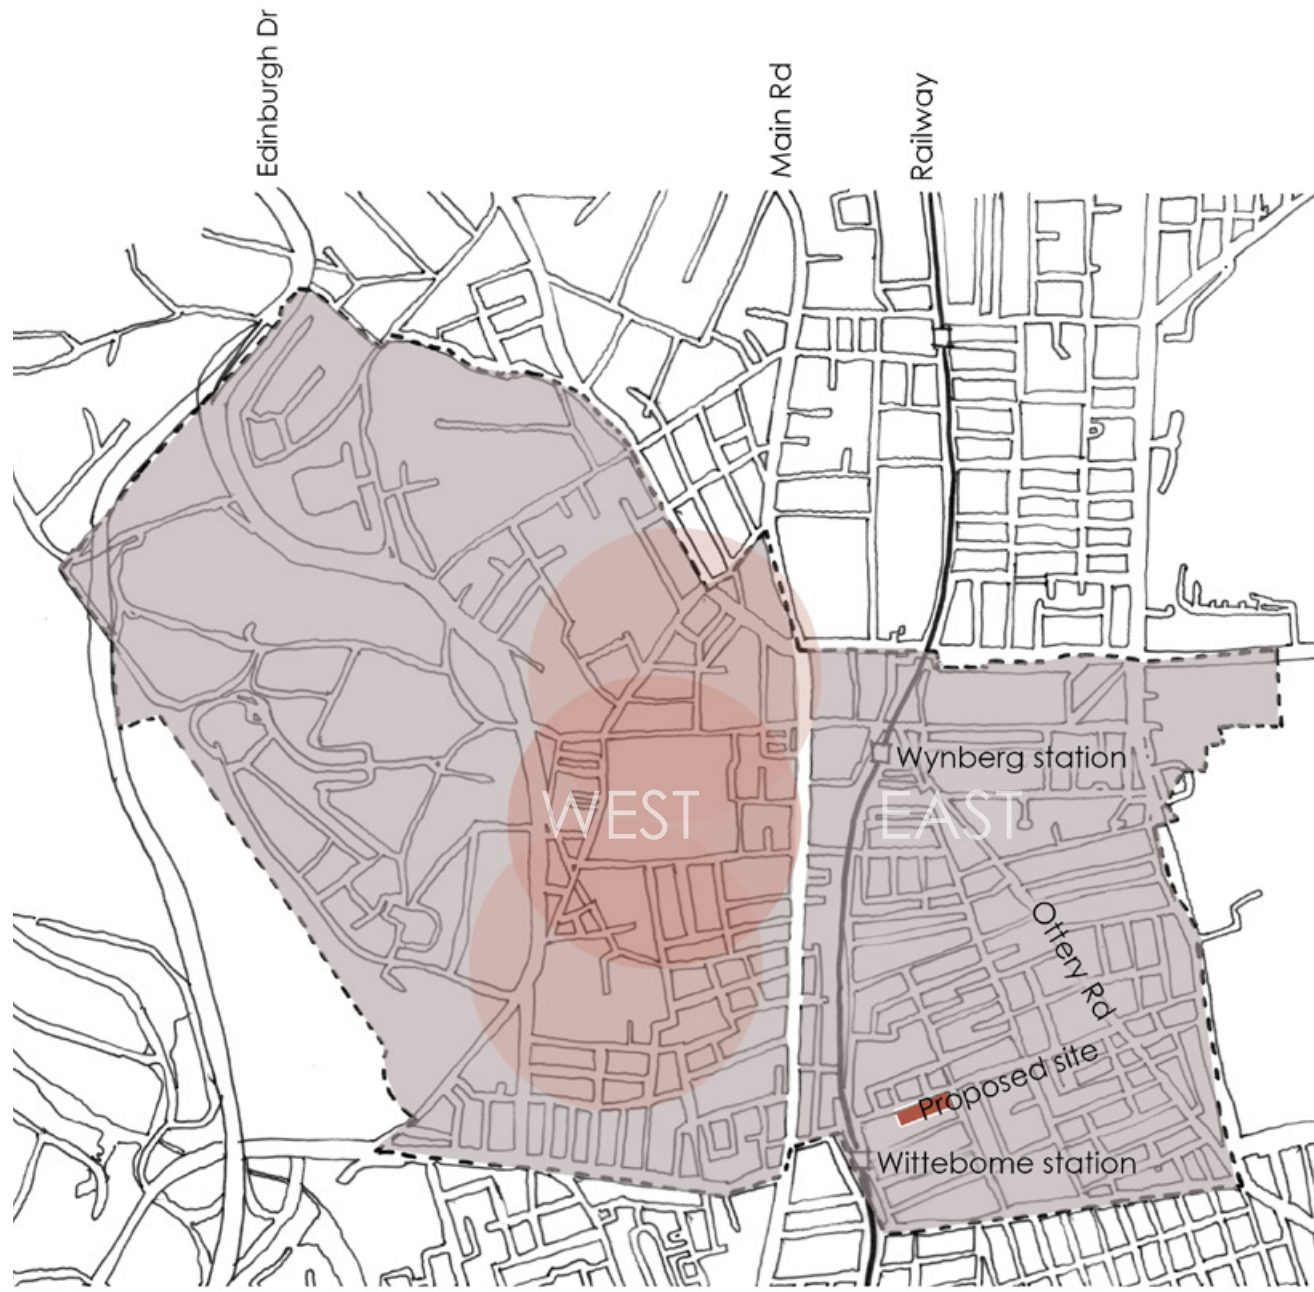 Edinburgh Dr
Main Rd
Railway
Wynberg station
WEST
EAST
Ottery Rd
Proposed site
Wittebome station